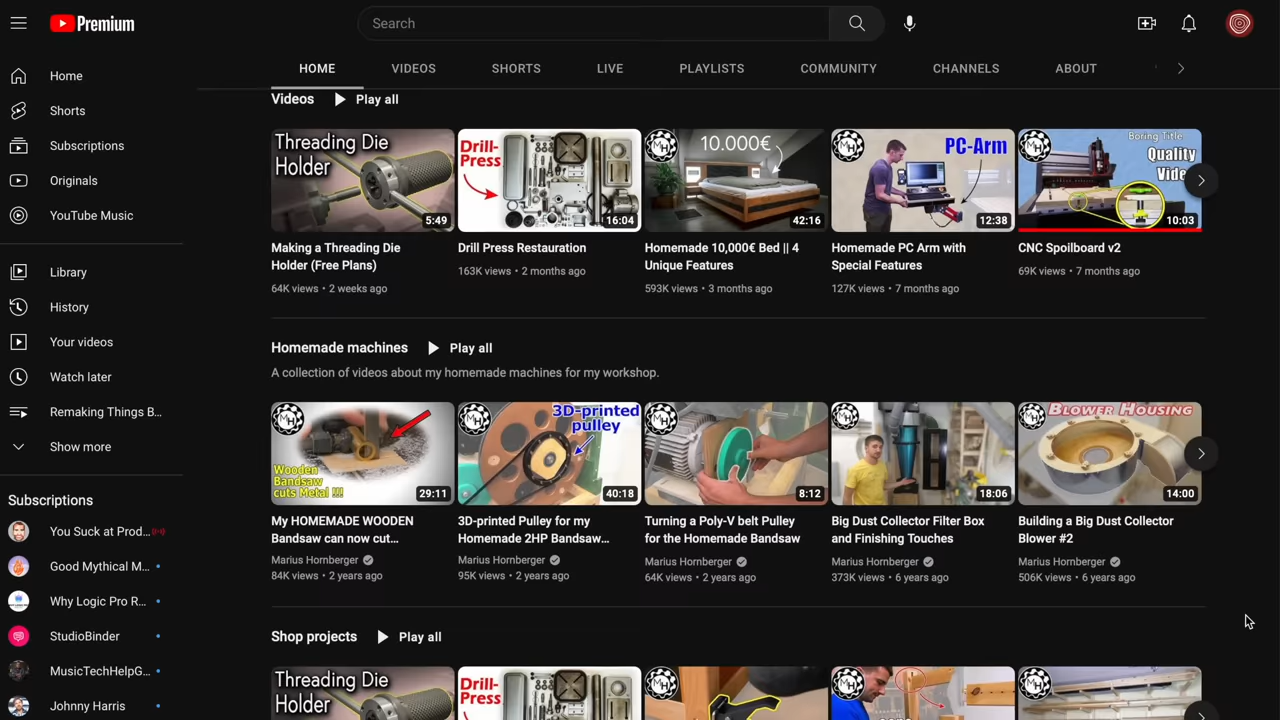 Premium
Search
Home
Shorts
Subscriptions
Originals
YouTube Music
Library
History
Your videos
Watch later
Remaking Things B...
Show more
Subscriptions
You Suck at Prod...
Good Mythical M...
Why Logic Pro R...
StudioBinder
MusicTechHelpG...
Johnny Harris
HOME VIDEOS SHORTS LIVE PLAYLISTS COMMUNITY CHANNELS ABOUT
Videos Play all
Threading Die
Holder
5:49
Making a Threading Die
Holder (Free Plans)
64K views • 2 weeks ago
Drill-
Press
16:04
Drill Press Restauration
163K views • 2 months ago
MH
10.000€
42:16
Homemade 10,000€ Bed || 4
Unique Features
593K views • 3 months ago
MH
PC-Arm
12:38
Homemade PC Arm with
Special Features
127K views • 7 months ago
MH
Boring Title
Quality
Vide
10:03
CNC Spoilboard v2
69K views • 7 months ago
Homemade machines Play all
A collection of videos about my homemade machines for my workshop.
MH
Wooden
Bandsaw
cuts Metal !!!
29:11
My HOMEMADE WOODEN
Bandsaw can now cut...
Marius Hornberger
84K views • 2 years ago
3D-printed
pulley
40:18
3D-printed Pulley for my
Homemade 2HP Bandsaw...
Marius Hornberger
95K views • 2 years ago
MH
8:12
Turning a Poly-V belt Pulley
for the Homemade Bandsaw
Marius Hornberger
64K views • 2 years ago
MH
18:06
Big Dust Collector Filter Box
and Finishing Touches
Marius Hornberger
373K views • 6 years ago
MH
BLOWER HOUSING
14:00
Building a Big Dust Collector
Blower #2
Marius Hornberger
506K views • 6 years ago
Shop projects Play all
Threading Die
Holder
Drill-
Press
MH
MH
MH